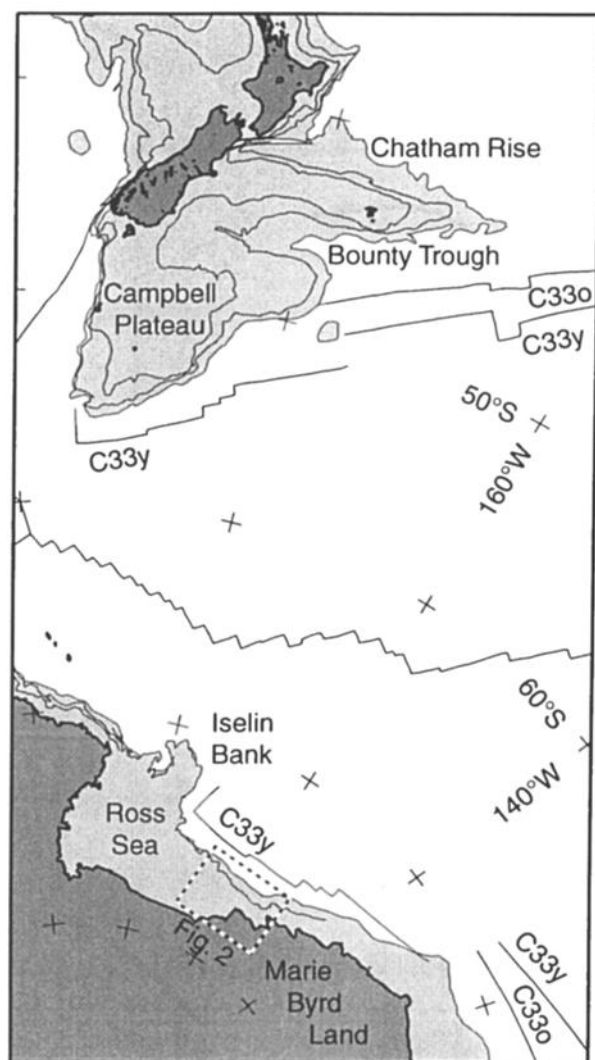 Chatham Rise
Bounty Trough
Campbell
Plateau
C33o
C33y
50°S
160°W
C33y
60°S
Iselin
Bank
140°W
Ross
Sea
C33y
Fig. 2
Marie
Byrd
Land
C33y
C33o